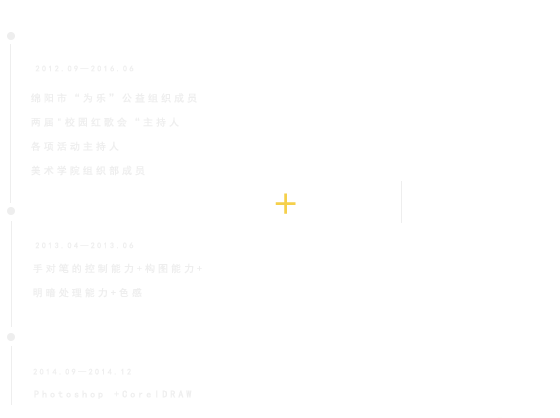 2012.09—2016.06
绵阳市“为乐”公益组织成员
两届“校园红歌会“主持人
各项活动主持人
美术学院组织部成员
2013.04—2013.06
手时笔的控制能力+构图能力+
明暗处理能力+色感
2014.09—2014.12
Photoshop +CorelDRAW